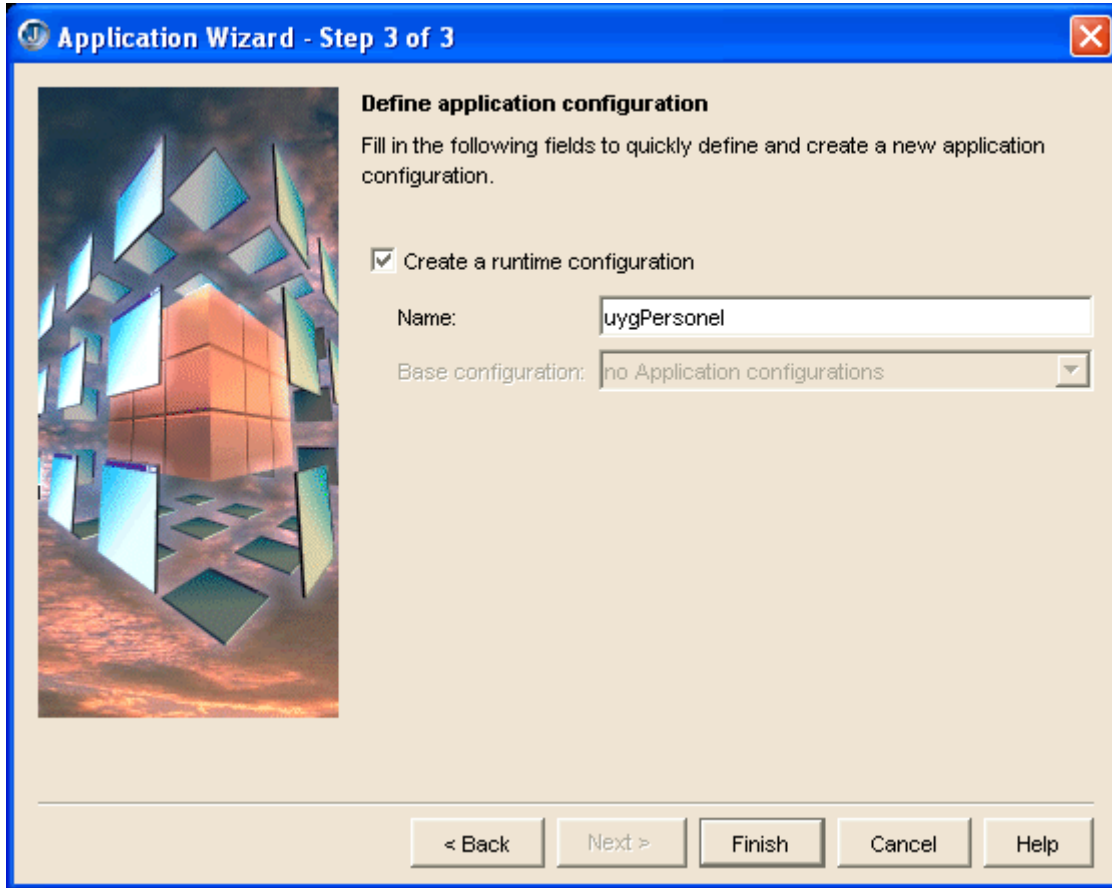 Application Wizard - Step 3 of 3
Define application configuration
Fill in the following fields to quickly define and create a new application
configuration.
Create a runtime configuration
Name: uygPersonel
Base configuration: no Application configurations
< Back Next > Finish Cancel Help